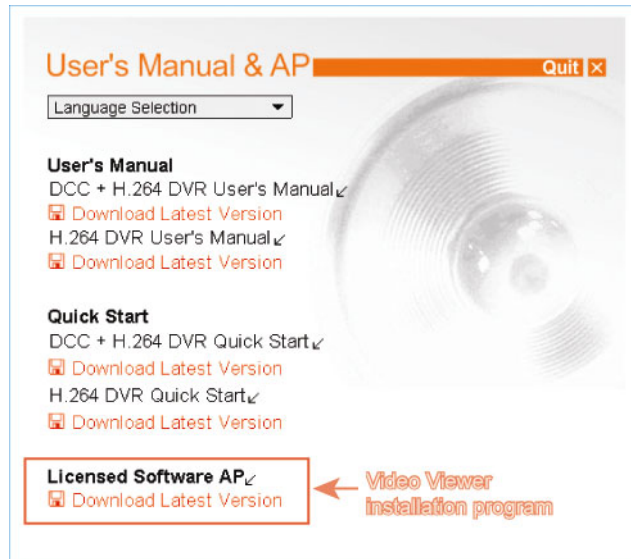 User's Manual & AP
Quit
Language Selection
User's Manual
DCC + H.264 DVR User's Manual
Download Latest Version
H.264 DVR User's Manual
Download Latest Version
Quick Start
DCC + H.264 DVR Quick Start
Download Latest Version
H.264 DVR Quick Start
Download Latest Version
Licensed Software AP
Download Latest Version
Video Viewer
installation program